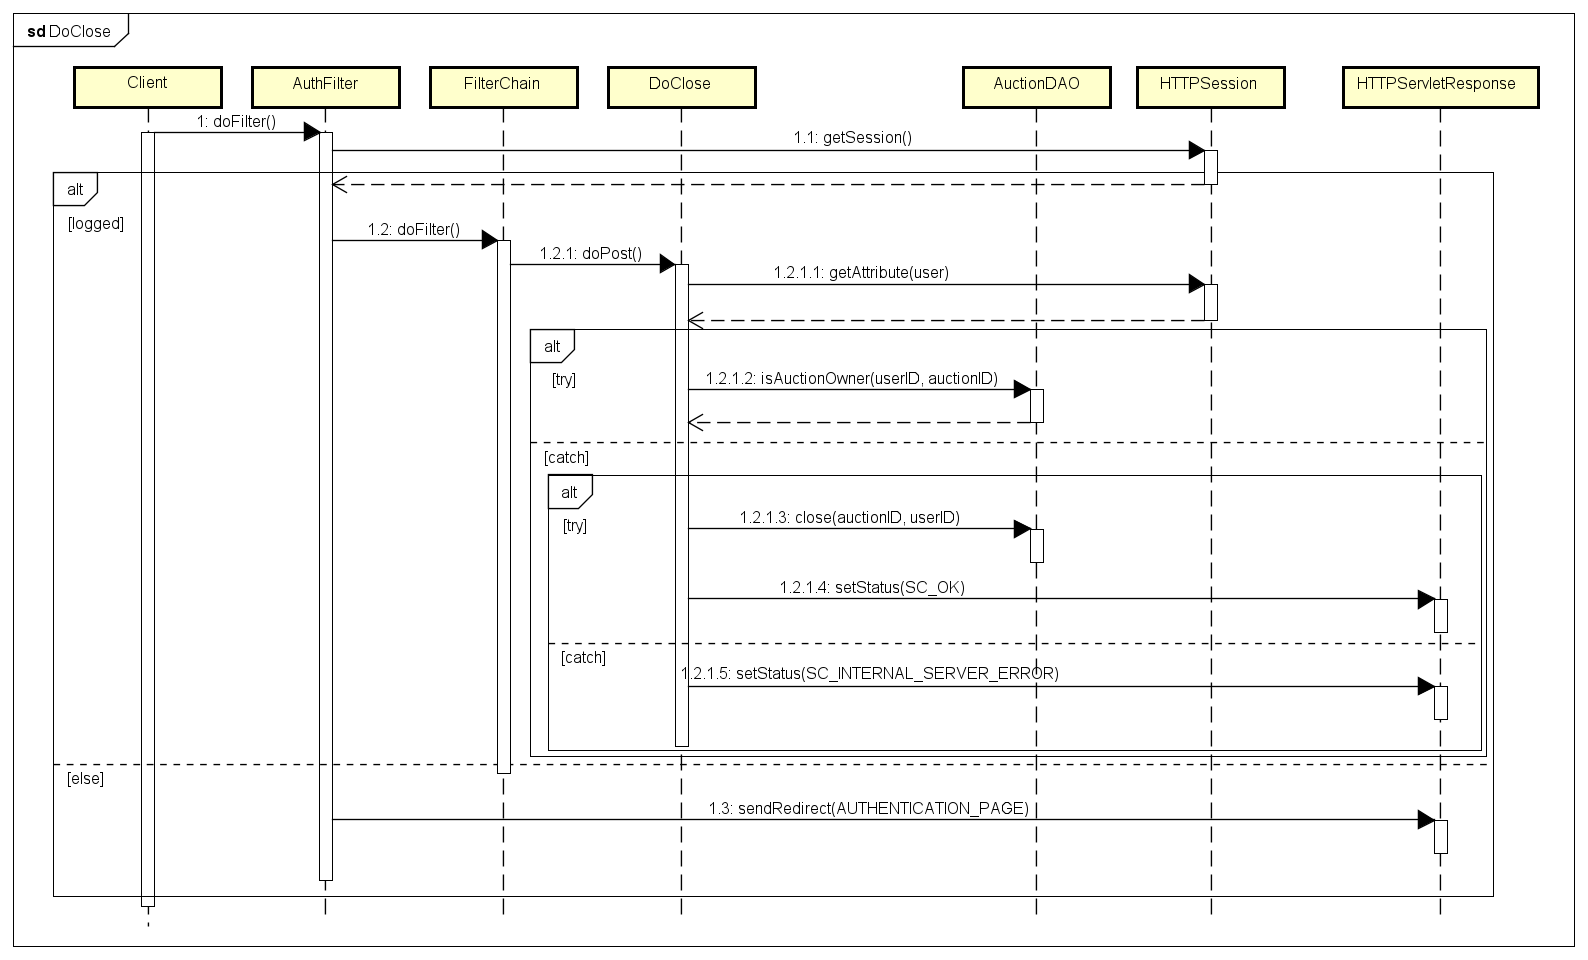 sd DoClose
Client
AuthFilter
FilterChain
DoClose
AuctionDAO
HTTPSession
HTTPServletResponse
1: doFilter()
1.1: getSession()
alt
[logged]
1.2: doFilter()
1.2.1: doPost()
1.2.1.1: getAttribute(user)
alt
[try]
1.2.1.2: isAuctionOwner(userID, auctionID)
[catch]
alt
[try]
1.2.1.3: close(auctionID, userID)
1.2.1.4: setStatus(SC_OK)
[catch]
1.2.1.5: setStatus(SC_INTERNAL_SERVER_ERROR)
[else]
1.3: sendRedirect(AUTHENTICATION_PAGE)